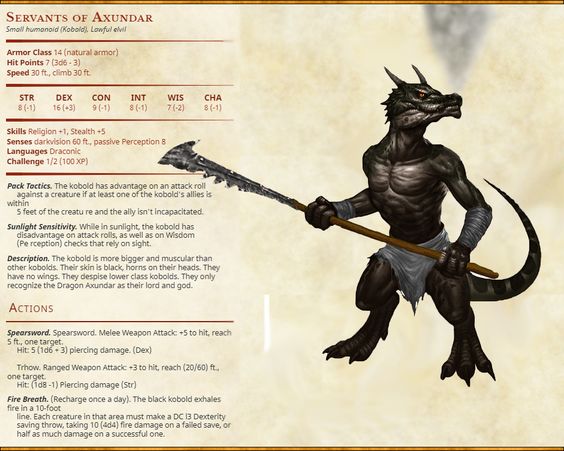 Servants of Axundar
Small humanoid (Kobold), Lawful elvil
Armor Class 14 (natural armor)
Hit Points 7 (3d6 - 3)
Speed 30 ft., climb 30 ft.
STR DEX CON INT WIS CHA
8 (-1) 16 (+3) 9 (-1) 8 (-1) 7 (-2) 8 (-1)
Skills Religion +1, Stealth +5
Senses darkvision 60 ft., passive Perception 8
Languages Draconic
Challenge 1/2 (100 XP)
Pack Tactics. The kobold has advantage on an attack roll
against a creature if at least one of the kobold's allies is
within
5 feet of the creatu re and the ally isn't incapacitated.
Sunlight Sensitivity. While in sunlight, the kobold has
disadvantage on attack rolls, as well as on Wisdom
(Pe rception) checks that rely on sight.
Description. The kobold is more bigger and muscular than
other kobolds. Their skin is black, horns on their heads. They
have no wings. They despise lower class kobolds. They only
recognize the Dragon Axundar as their lord and god.
Actions
Spearsword. Spearsword. Melee Weapon Attack: +5 to hit, reach
5 ft., one target.
Hit: 5 (1d6 + 3) piercing damage. (Dex)
Trhow. Ranged Weapon Attack: +3 to hit, reach (20/60) ft.,
one target.
Hit: (1d8 -1) Piercing damage (Str)
Fire Breath. (Recharge once a day). The black kobold exhales
fire in a 10-foot
line. Each creature in that area must make a DC l3 Dexterity
saving throw, taking 10 (4d4) fire damage on a failed save, or
half as much damage on a successful one.